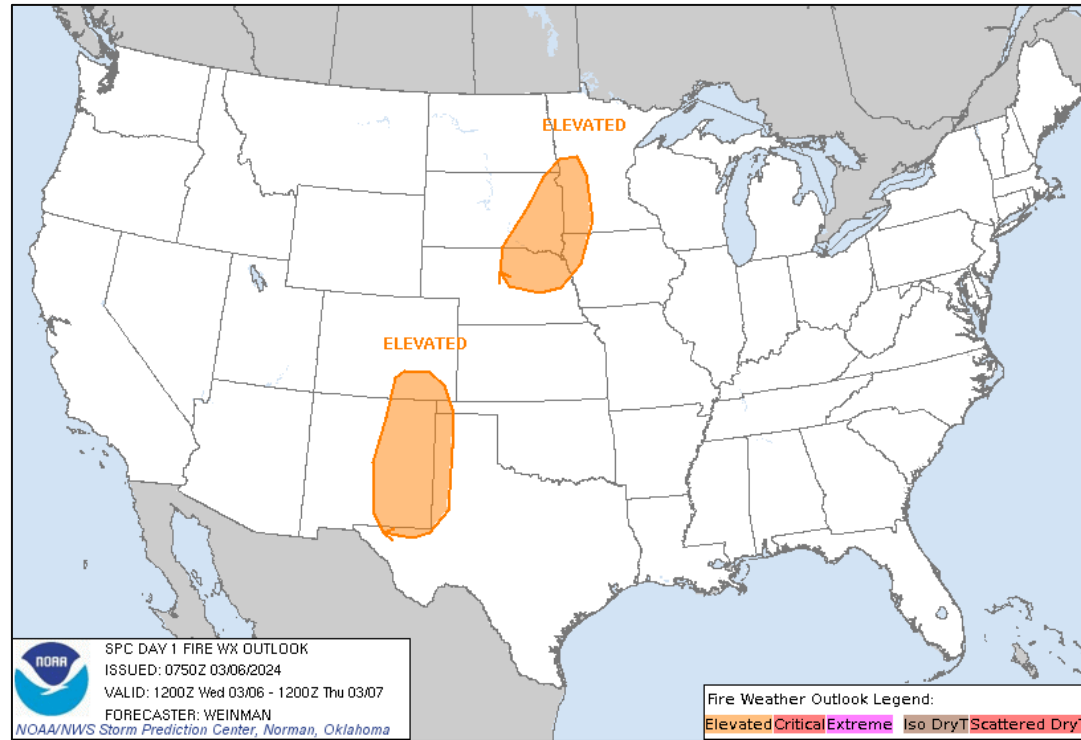 ELEVATED
ELEVATED
NOAA
SPC DAY 1 FIRE WX OUTLOOK
ISSUED: 0750Z 03/06/2024
VALID: 1200Z Wed 03/06 - 1200Z Thu 03/07
FORECASTER: WEINMAN
NOAA/NWS Storm Prediction Center, Norman, Oklahoma
Fire Weather Outlook Legend:
Elevated Critical Extreme Iso DryT Scattered DryT